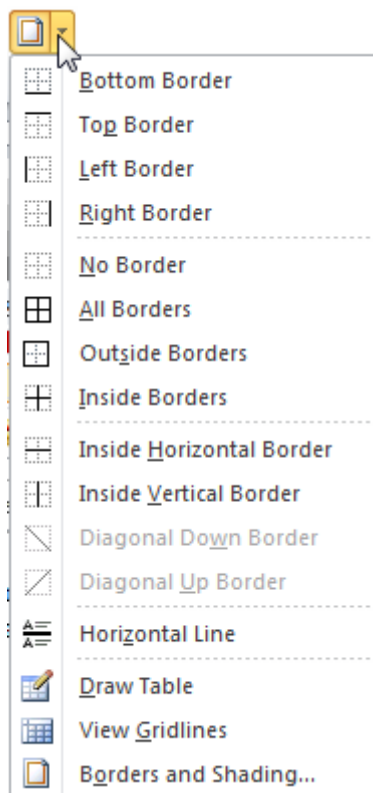 Bottom Border
Top Border
Left Border
Right Border
No Border
All Borders
Outside Borders
Inside Borders
Inside Horizontal Border
Inside Vertical Border
Diagonal Down Border
Diagonal Up Border
Horizontal Line
Draw Table
View Gridlines
Borders and Shading...